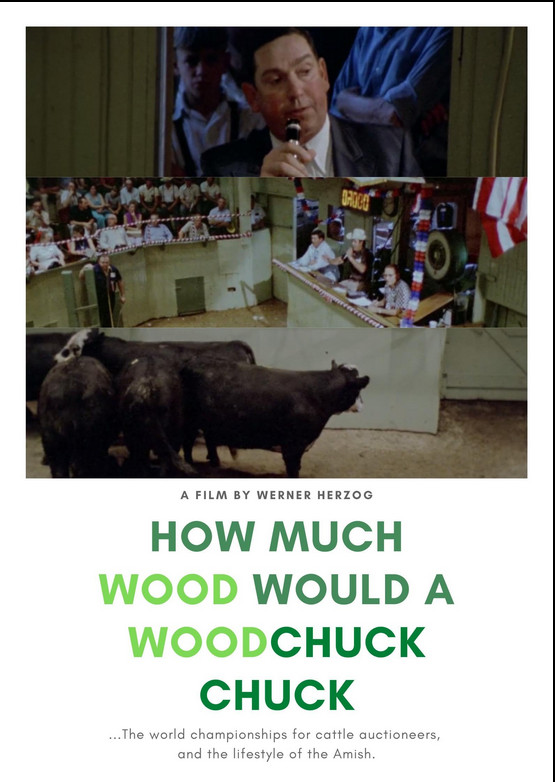 A FILM BY WERNER HERZOG
HOW MUCH
WOOD WOULD A
WOODCHUCK
CHUCK
...The world championships for cattle auctioneers,
and the lifestyle of the Amish.